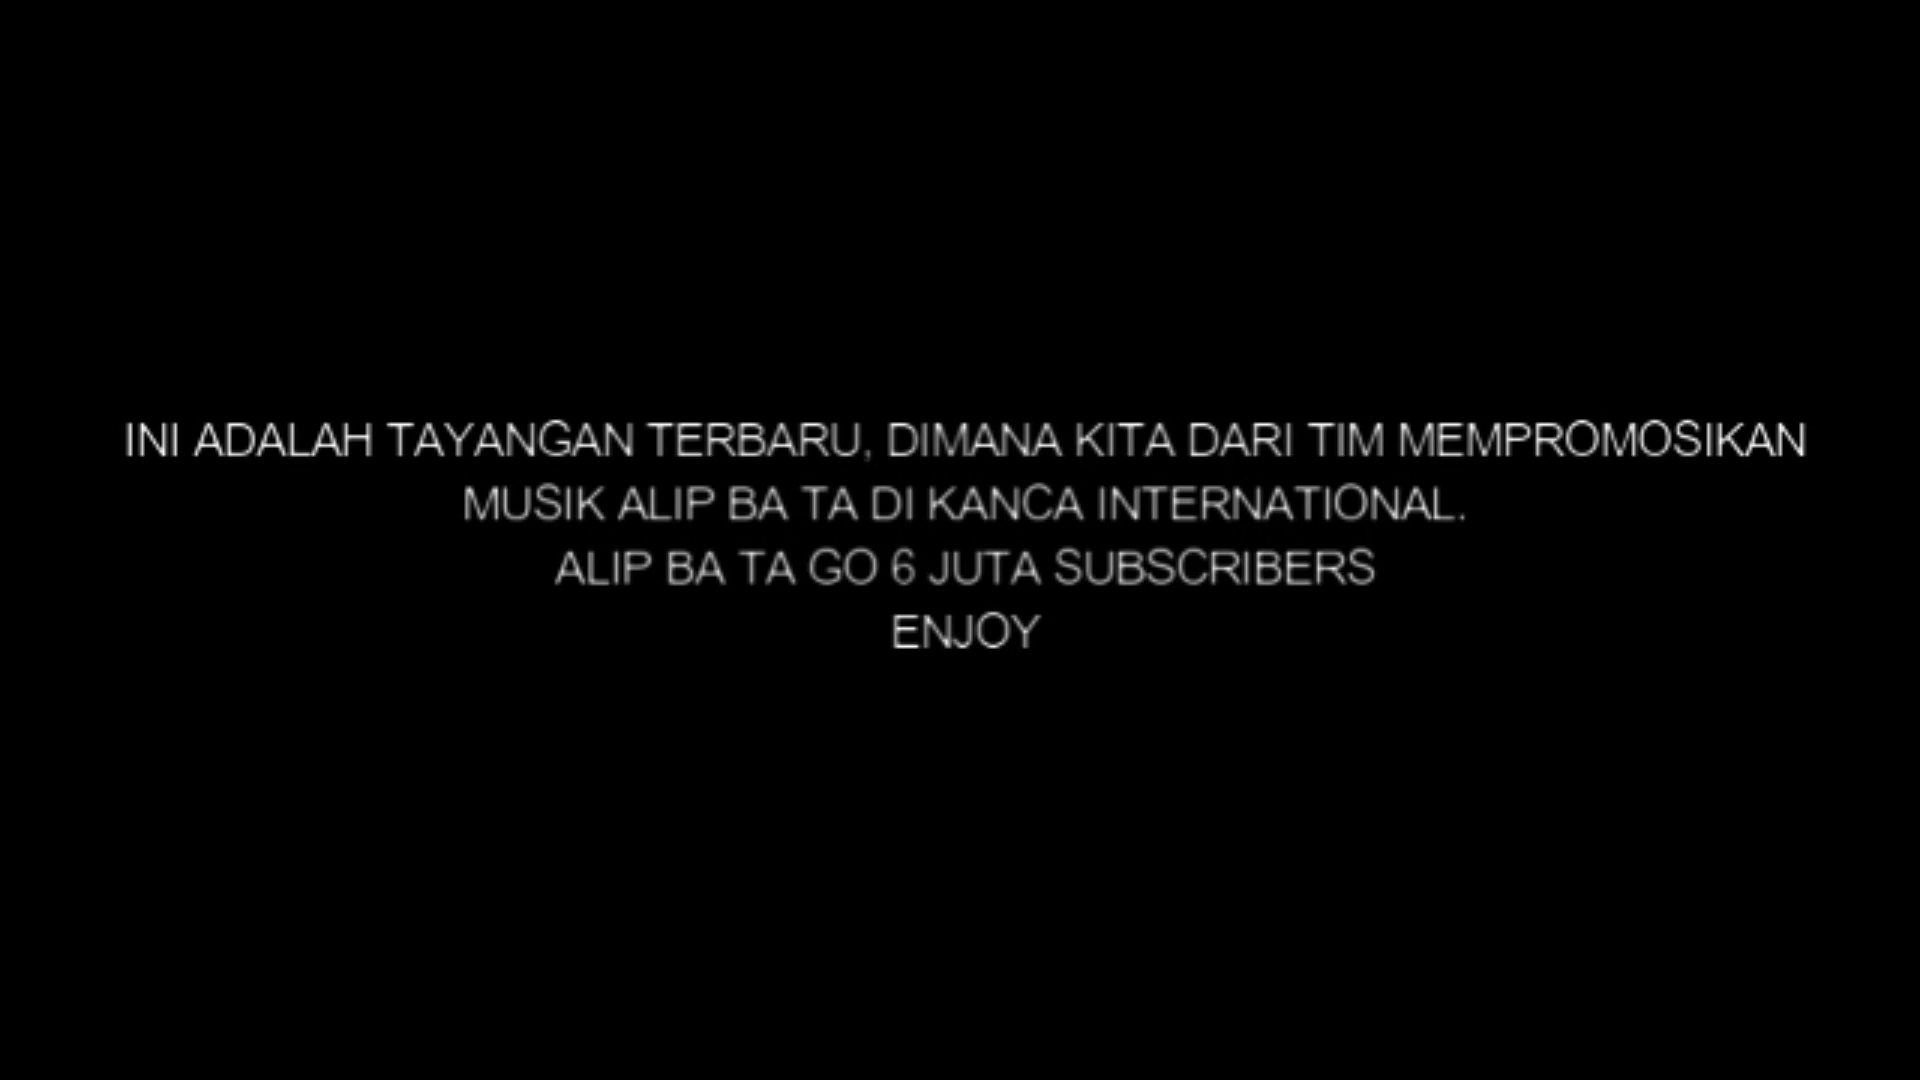 INI ADALAH TAYANGAN TERBARU, DIMANA KITA DARI TIM MEMPROMOSIKAN
MUSIK ALIP BA TA DI KANCA INTERNATIONAL.
ALIP BA TA GO 6 JUTA SUBSCRIBERS
ENJOY